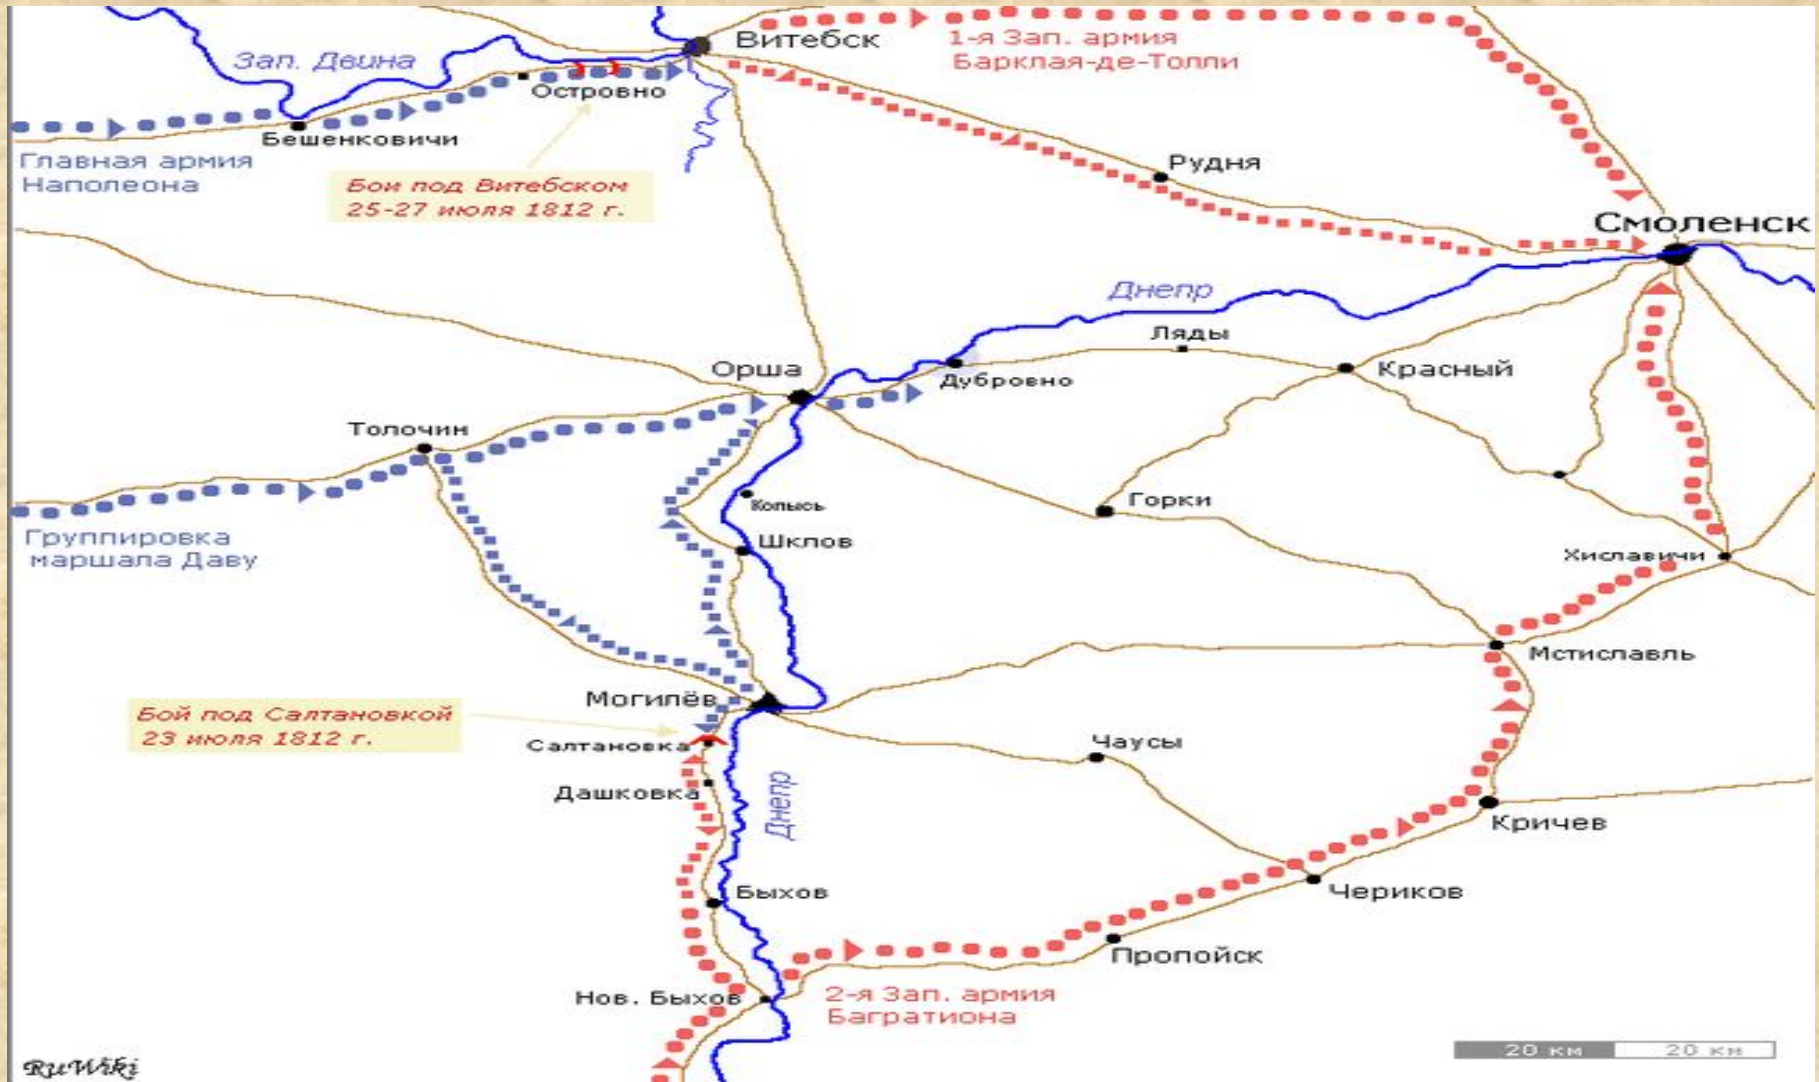 Витебск
1-я Зап. армия
Барклая-де-Толли
Зап. Двина
Островно
Бешенковичи
Главная армия
Наполеона
Бои под Витебском
25-27 июля 1812 г.
Рудня
Смоленск
Днепр
Ляды
Орша
Дубровно
Красный
Толочин
Копысь
Горки
Шклов
Группировка
маршала Даву
Хиславичи
Мстиславль
Могилёв
Бой под Салтановкой
23 июля 1812 г.
Салтановка
Чаусы
Дашковка
Днепр
Кричев
Быхов
Чериков
Пропойск
Нов. Быхов
2-я Зап. армия
Багратиона
20 км 20 км
RuWiki